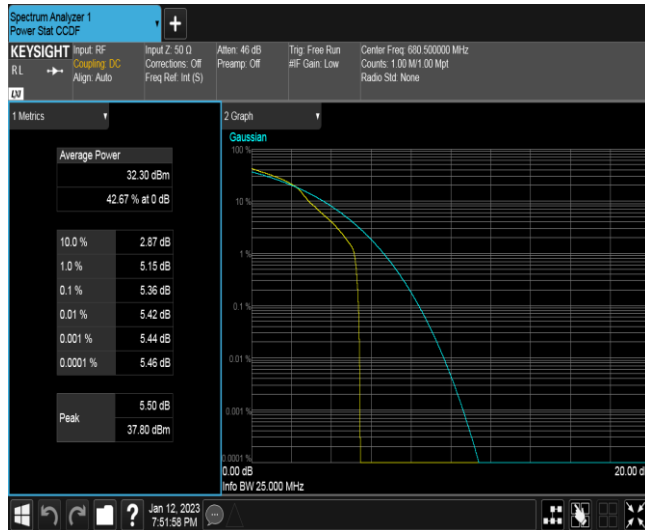 Spectrum Analyzer 1
Power Stat CCDF
+
KEYSIGHT
RL
LXI
Input: RF
Coupling: DC
Align: Auto
Input Z: 50 Ω
Corrections: Off
Freq Ref: Int (S)
Atten: 46 dB
Preamp: Off
Trig: Free Run
#IF Gain: Low
Center Freq: 680.500000 MHz
Counts: 1.00 M/1.00 Mpt
Radio Std: None
1 Metrics
Average Power
32.30 dBm
42.67 % at 0 dB
10.0 % 2.87 dB
1.0 % 5.15 dB
0.1 % 5.36 dB
0.01 % 5.42 dB
0.001 % 5.44 dB
0.0001 % 5.46 dB
Peak
5.50 dB
37.80 dBm
2 Graph
Gaussian
100 %
10 %
1 %
0.1 %
0.01 %
0.001 %
0.0001 %
0.00 dB
20.00 d
Info BW 25.000 MHz
?
Jan 12, 2023
7:51:58 PM